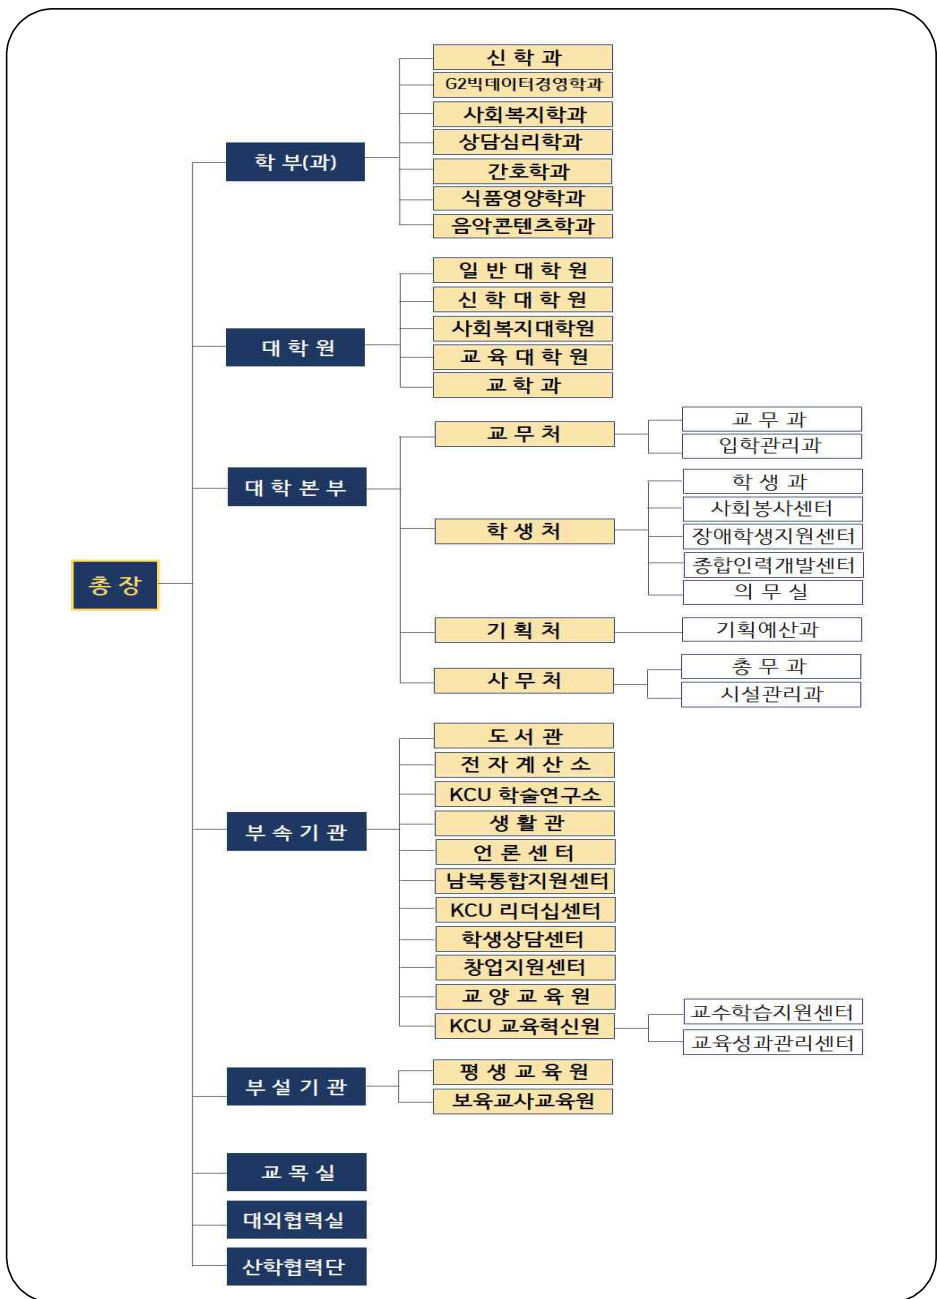 총 장
학 부(과)
신 학 과
G2빅데이터경영학과
사회복지학과
상담심리학과
간호학과
식품영양학과
음악콘텐츠학과
대 학 원
일 반 대 학 원
신 학 대 학 원
사회복지대학원
교 육 대 학 원
교 학 과
대 학 본 부
교 무 처
교 무 과
입학관리과
학 생 처
학 생 과
사회봉사센터
장애학생지원센터
종합인력개발센터
의 무 실
기 획 처
기획예산과
사 무 처
총 무 과
시설관리과
부 속 기 관
도 서 관
전 자 계 산 소
KCU 학술연구소
생 활 관
언 론 센 터
남북통합지원센터
KCU 리더십센터
학생상담센터
창업지원센터
교 양 교 육 원
KCU 교육혁신원
교수학습지원센터
교육성과관리센터
부 설 기 관
평 생 교 육 원
보육교사교육원
교 목 실
대외협력실
산학협력단